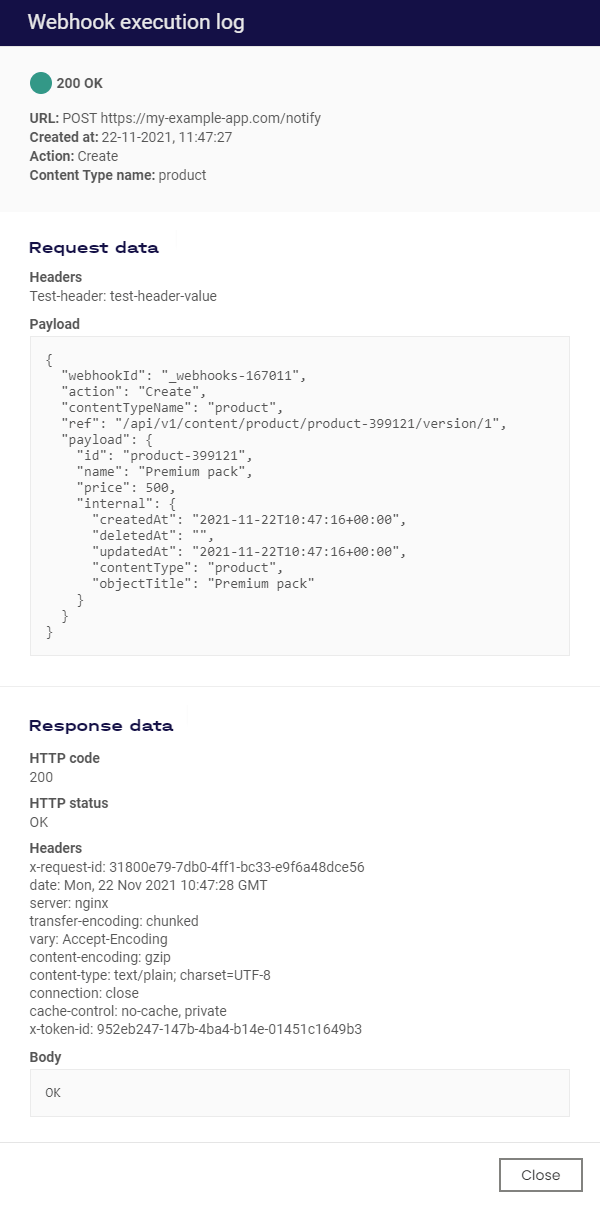 Webhook execution log
200 OK
URL: POST https://my-example-app.com/notify
Created at: 22-11-2021, 11:47:27
Action: Create
Content Type name: product
Request data
Headers
Test-header: test-header-value
Payload
{
  "webhookId": "_webhooks-167011",
  "action": "Create",
  "contentTypeName": "product",
  "ref": "/api/v1/content/product/product-399121/version/1",
  "payload": {
    "id": "product-399121",
    "name": "Premium pack",
    "price": 500,
    "internal": {
      "createdAt": "2021-11-22T10:47:16+00:00",
      "deletedAt": "",
      "updatedAt": "2021-11-22T10:47:16+00:00",
      "contentType": "product",
      "objectTitle": "Premium pack"
    }
  }
}
Response data
HTTP code
200
HTTP status
OK
Headers
x-request-id: 31800e79-7db0-4ff1-bc33-e9f6a48dce56
date: Mon, 22 Nov 2021 10:47:28 GMT
server: nginx
transfer-encoding: chunked
vary: Accept-Encoding
content-encoding: gzip
content-type: text/plain; charset=UTF-8
connection: close
cache-control: no-cache, private
x-token-id: 952eb247-147b-4ba4-b14e-01451c1649b3
Body
OK
Close